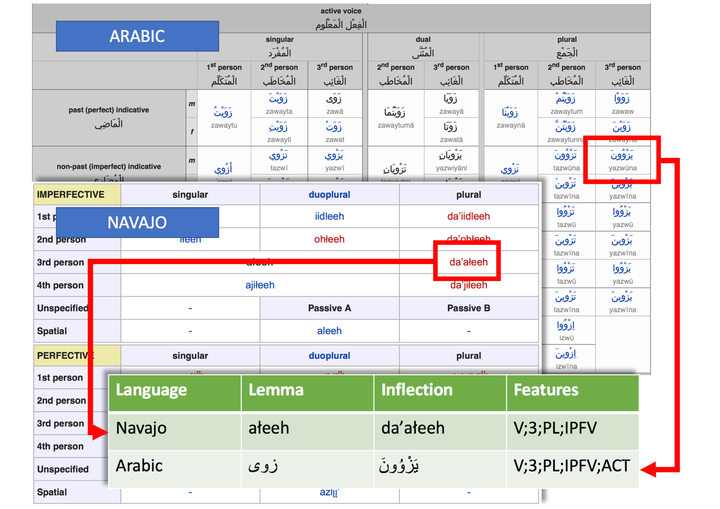 active voice
الْفِعْل الْمَعْلُوم
ARABIC
singular
الْمُفْرَد
dual
الْمُثَنَّى
plural
الْجَمْع
1st person
الْمُتَكَلِّم
2nd person
الْمُخَاطَب
3rd person
الْغَائِب
2nd person
الْمُخَاطَب
3rd person
الْغَائِب
1st person
الْمُتَكَلِّم
2nd person
الْمُخَاطَب
3rd person
الْغَائِب
past (perfect) indicative
الْمَاضِي
m
f
زَوَيْتُ
zawaytu
زَوَيْتَ
zawayta
زَوَى
zawā
زَوَيْتِ
zawayti
زَوَتْ
zawat
زَوَيْتُمَا
zawaytumā
زَوَيَا
zawayā
زَوَتَا
zawatā
زَوَيْنَا
zawaynā
زَوَيْتُمْ
zawaytum
زَوَوْا
zawaw
زَوَيْتُنَّ
zawaytunna
زَوَيْنَ
non-past (imperfect) indicative
m
أَزْوِي
تَزْوِي
tazwī
يَزْوِي
yazwī
تَزْوِيَانِ
يَزْوِيَانِ
yazwiyāni
نَزْوِي
تَزْوُونَ
tazwūna
يَزْوُونَ
yazwūna
تَزْوِينَ
tazwīna
يَزْوِينَ
yazwīna
تَزْوُوا
tazwū
يَزْوُوا
yazwū
تَزْوِينَ
tazwīna
يَزْوِينَ
yazwīna
تَزْوُوا
tazwū
يَزْوُوا
yazwū
تَزْوِينَ
tazwīna
يَزْوِينَ
yazwīna
اِزْوُوا
izwū
اِزْوِينَ
izwīna
IMPERFECTIVE singular duoplural plural
NAVAJO
1st iidleeh da'iidleeh
2nd person iłeeh ohłeeh da'ohłeeh
3rd person ałeeh da'ałeeh
4th person ajiłeeh da'jiłeeh
Unspecified - Passive A Passive B
Spatial - aleeh -
PERFECTIVE singular duoplural plural
1st person
2nd person
3rd person
4th person
Unspecified
Spatial - -
Language Lemma Inflection Features
Navajo ałeeh da'ałeeh V;3;PL;IPFV
Arabic زوى يَزْوُونَ V;3;PL;IPFV;ACT